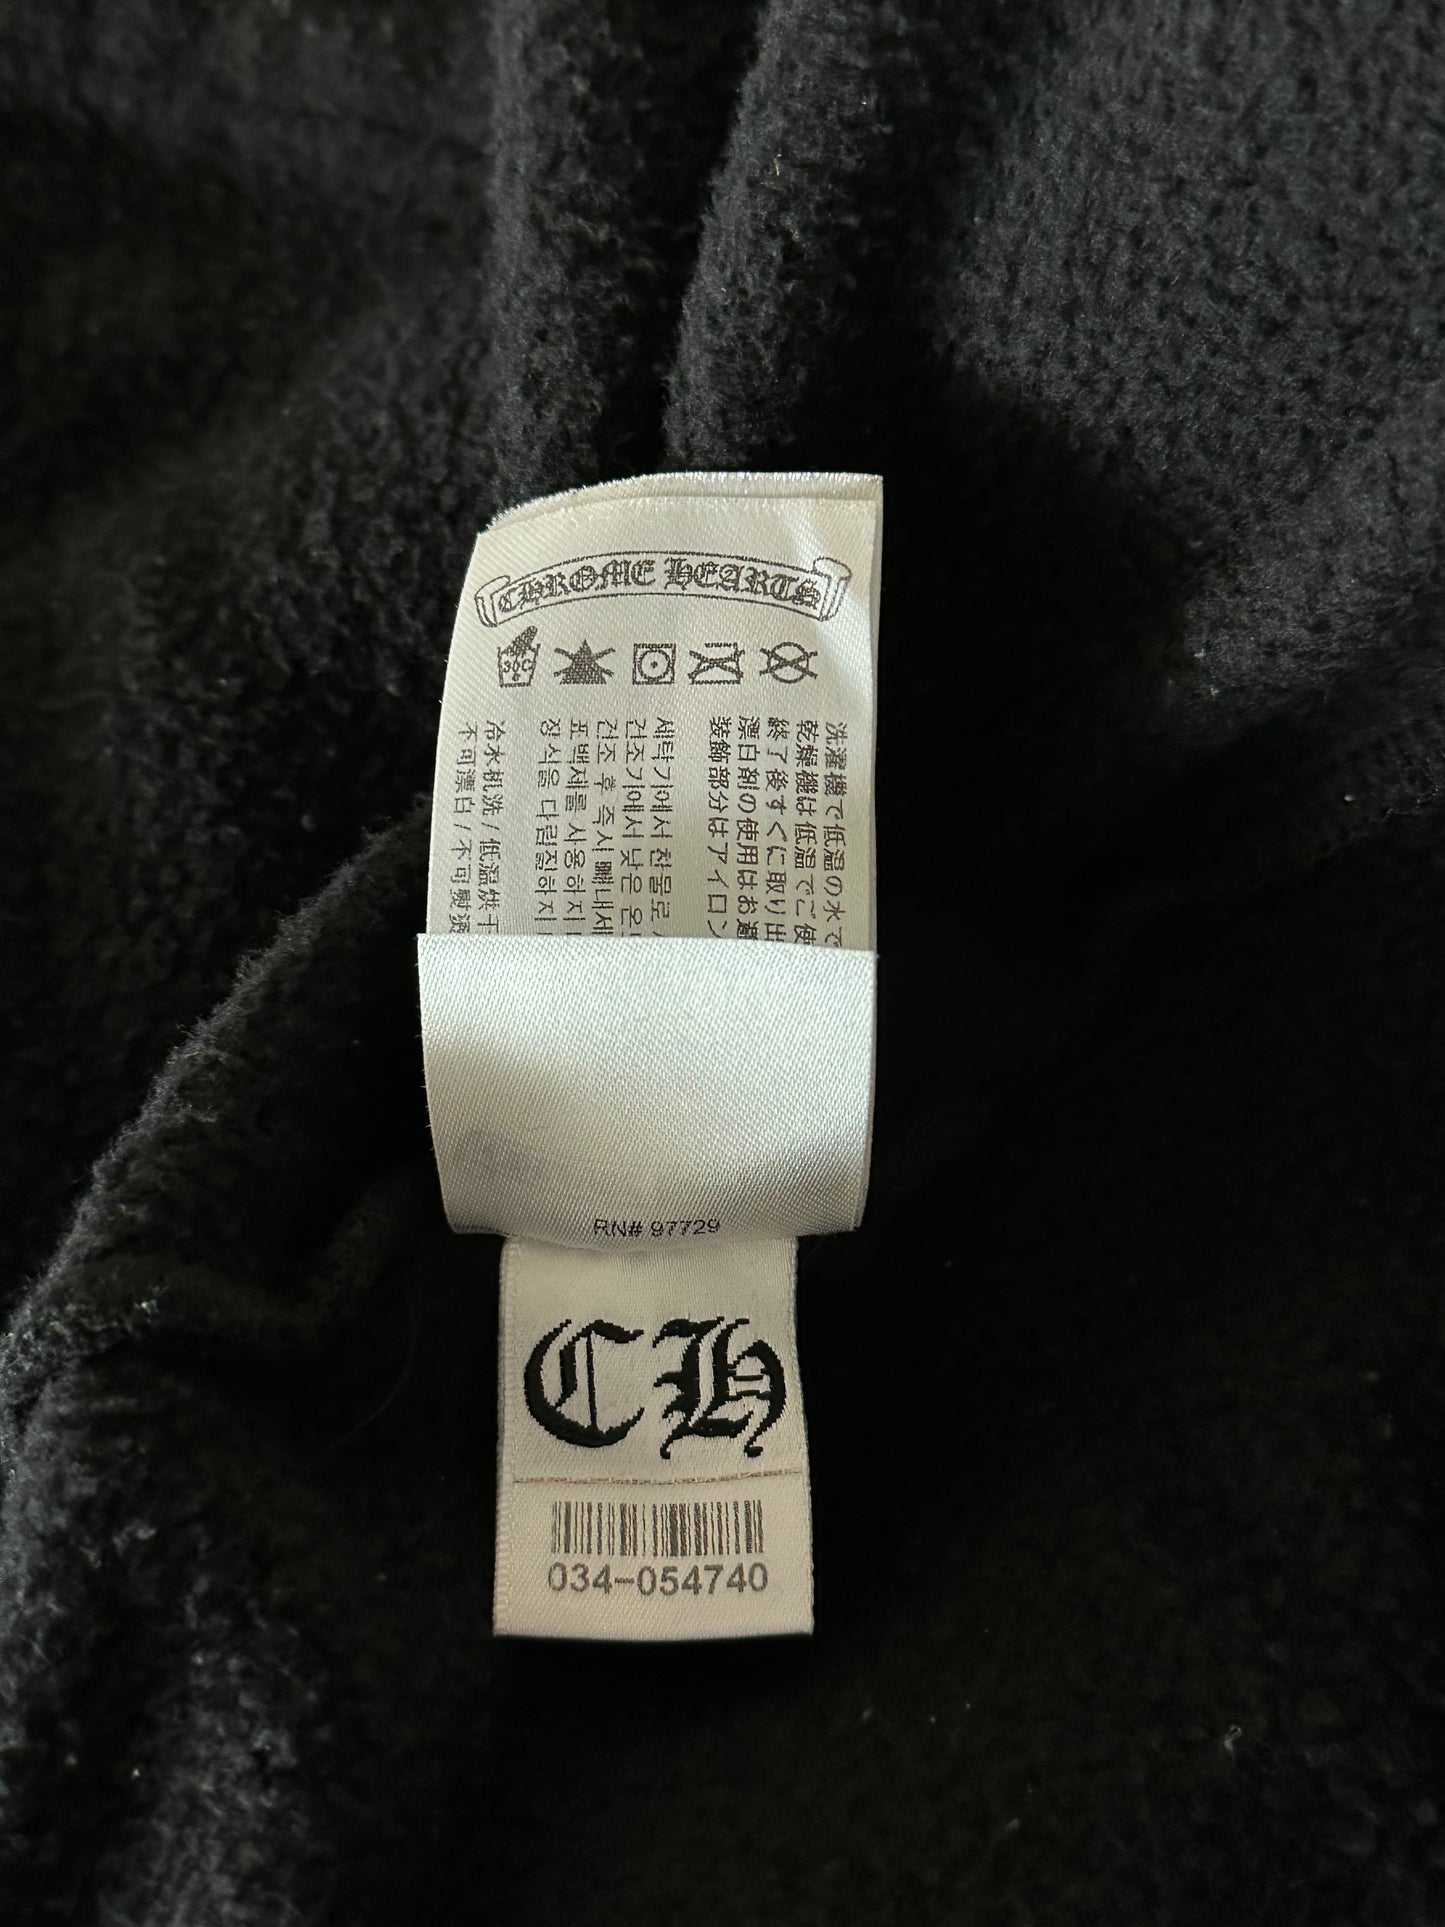 CHROME HEARTS
30°C
洗濯機で低温の水で
乾燥機は低温でご使
終了後すぐに取り出
漂白剤の使用はお避
装飾部分はアイロン
세탁기에서 찬물로
건조기에서 낮은 온
건조 후 즉시 빼내세
표백제를 사용하지
장식을 다림질하지
冷水机洗 / 低温烘干
不可漂白 / 不可熨烫
RN# 97729
CH
034-054740